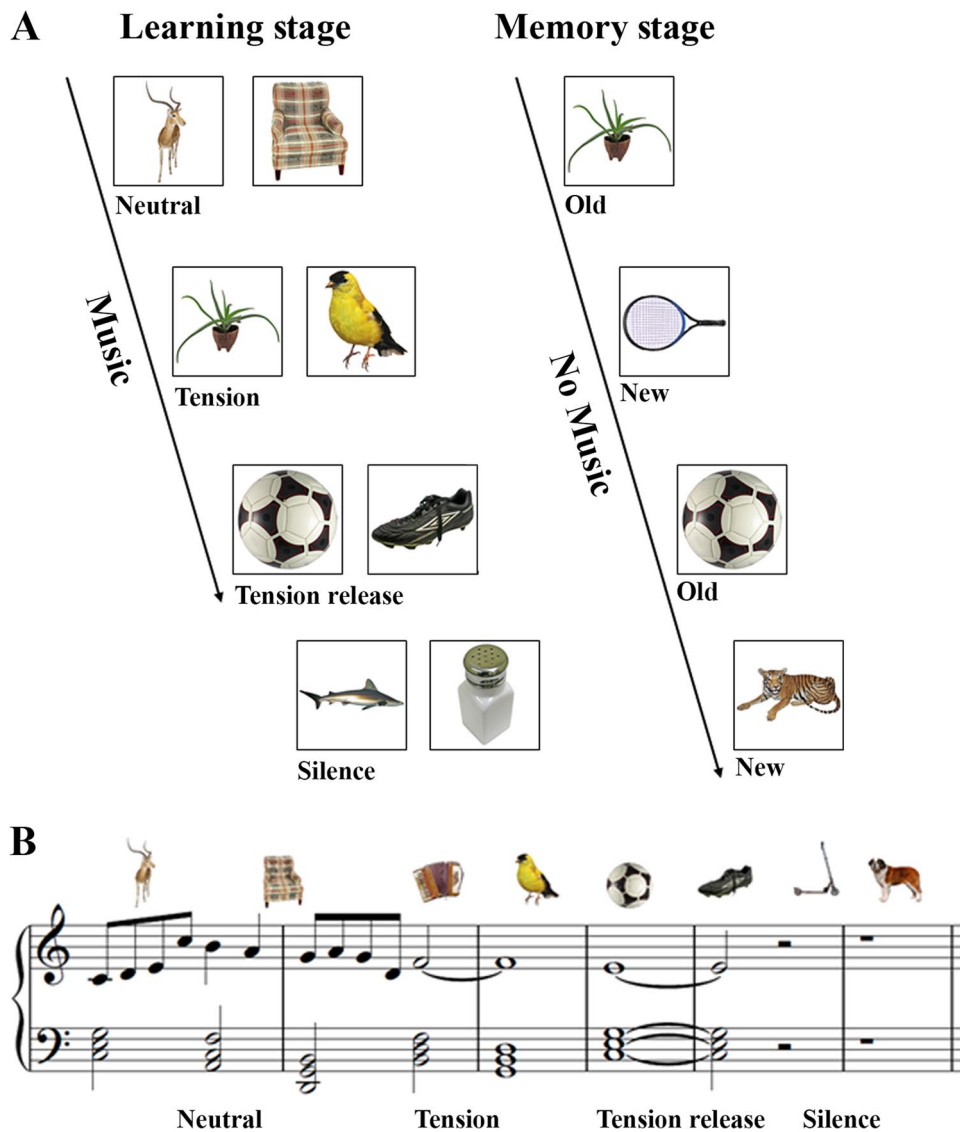 A
Learning stage
Memory stage
Neutral
Old
Music
Tension
No Music
New
Tension release
Old
Silence
New
B
Neutral Tension Tension release Silence